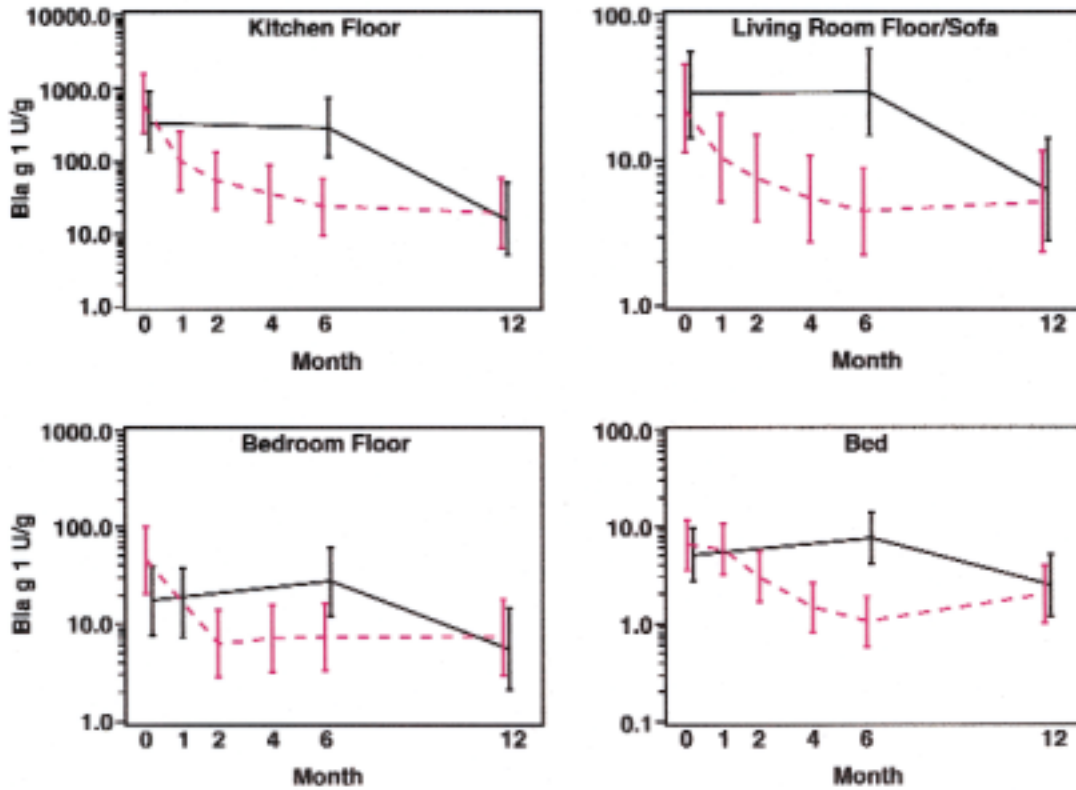 Kitchen Floor
Bla g 1 U/g
10000.0
1000.0
100.0
10.0
1.0
0 1 2 4 6 12
Month
Living Room Floor/Sofa
100.0
10.0
1.0
0 1 2 4 6 12
Month
Bedroom Floor
Bla g 1 U/g
1000.0
100.0
10.0
1.0
0 1 2 4 6 12
Month
Bed
100.0
10.0
1.0
0.1
0 1 2 4 6 12
Month